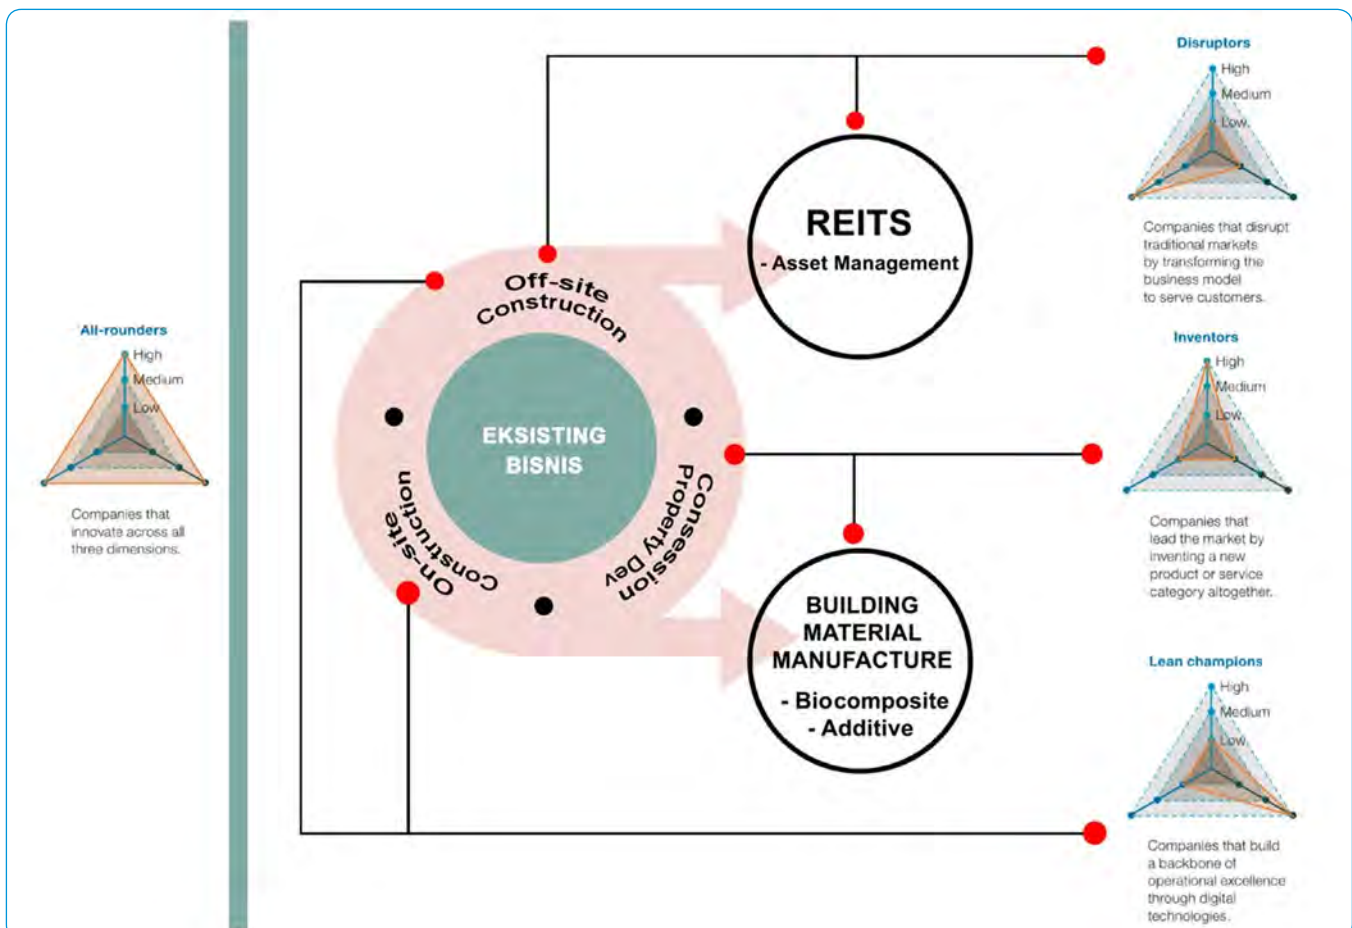 All-rounders
High
Medium
Low
Companies that
innovate across all
three dimensions.
Off-site
Construction
EKSISTING
BISNIS
On-site
Construction
Consession
Property Dev
REITS
- Asset Management
BUILDING
MATERIAL
MANUFACTURE
- Biocomposite
- Additive
Disruptors
High
Medium
Low
Companies that disrupt
traditional markets
by transforming the
business model
to serve customers.
Inventors
High
Medium
Low
Companies that
lead the market by
inventing a new
product or service
category altogether.
Lean champions
High
Medium
Low
Companies that build
a backbone of
operational excellence
through digital
technologies.